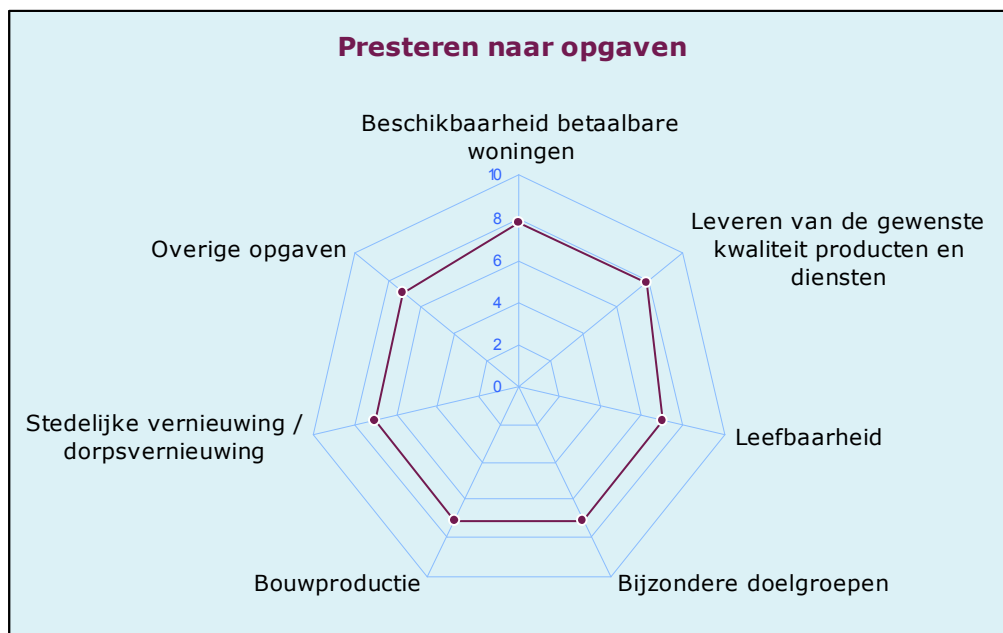 Presteren naar opgaven
Beschikbaarheid betaalbare
woningen
10
8
6
4
2
0
Leveren van de gewenste
kwaliteit producten en
diensten
Leefbaarheid
Bijzondere doelgroepen
Bouwproductie
Stedelijke vernieuwing /
dorpsvernieuwing
Overige opgaven